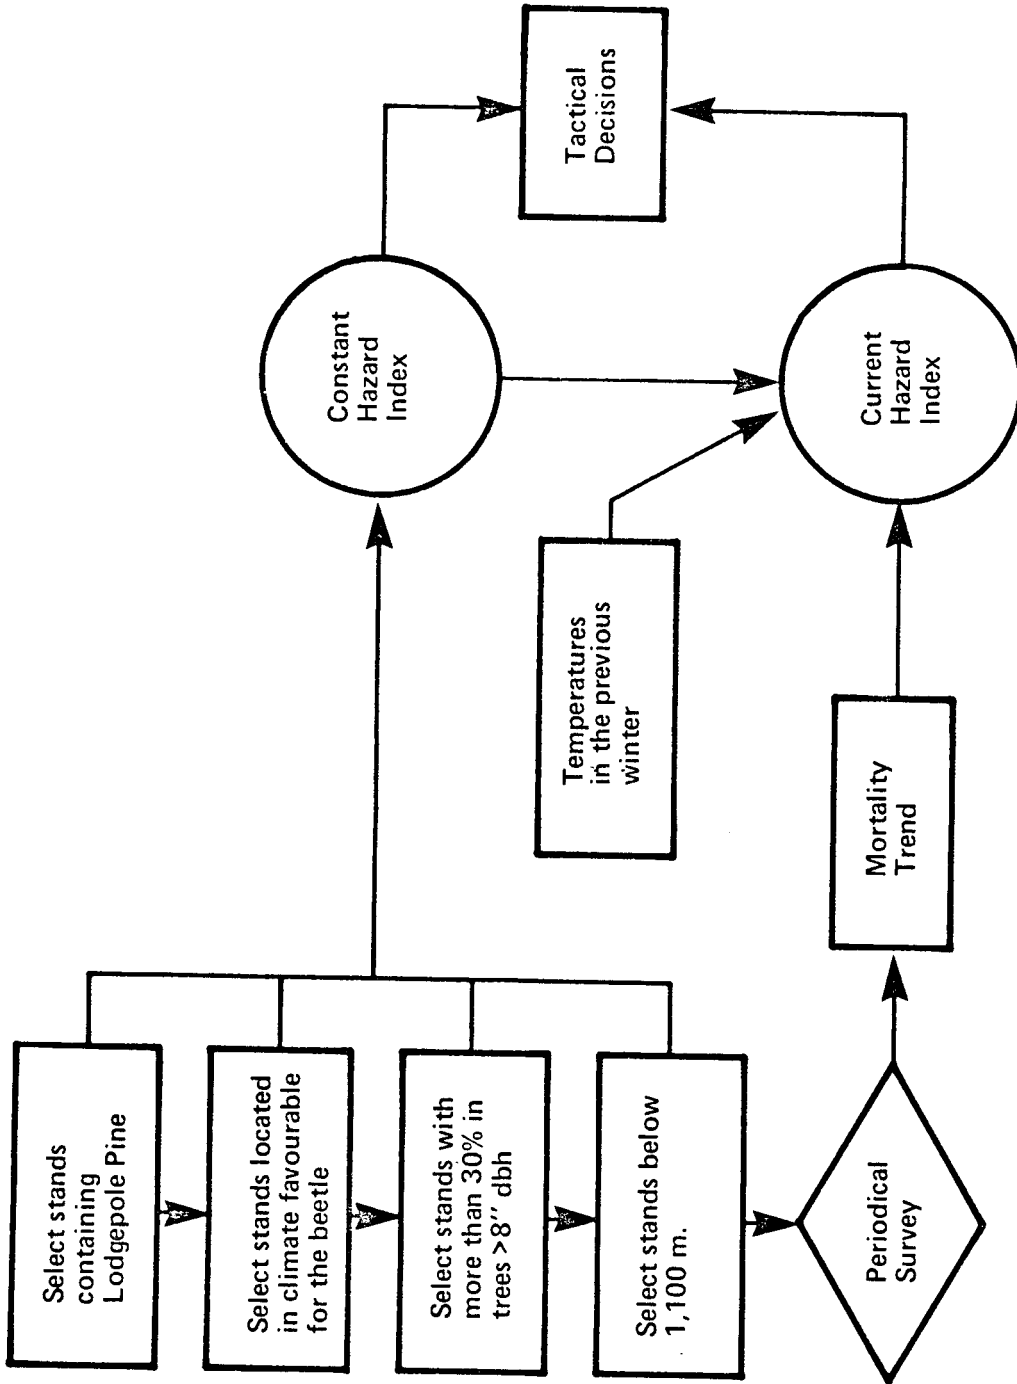 Select stands
containing
Lodgepole Pine
Select stands located
in climate favourable
for the beetle
Select stands with
more than 30% in
trees >8'' dbh
Select stands below
1,100 m.
Periodical
Survey
Mortality
Trend
Temperatures
in the previous
winter
Constant
Hazard
Index
Current
Hazard
Index
Tactical
Decisions